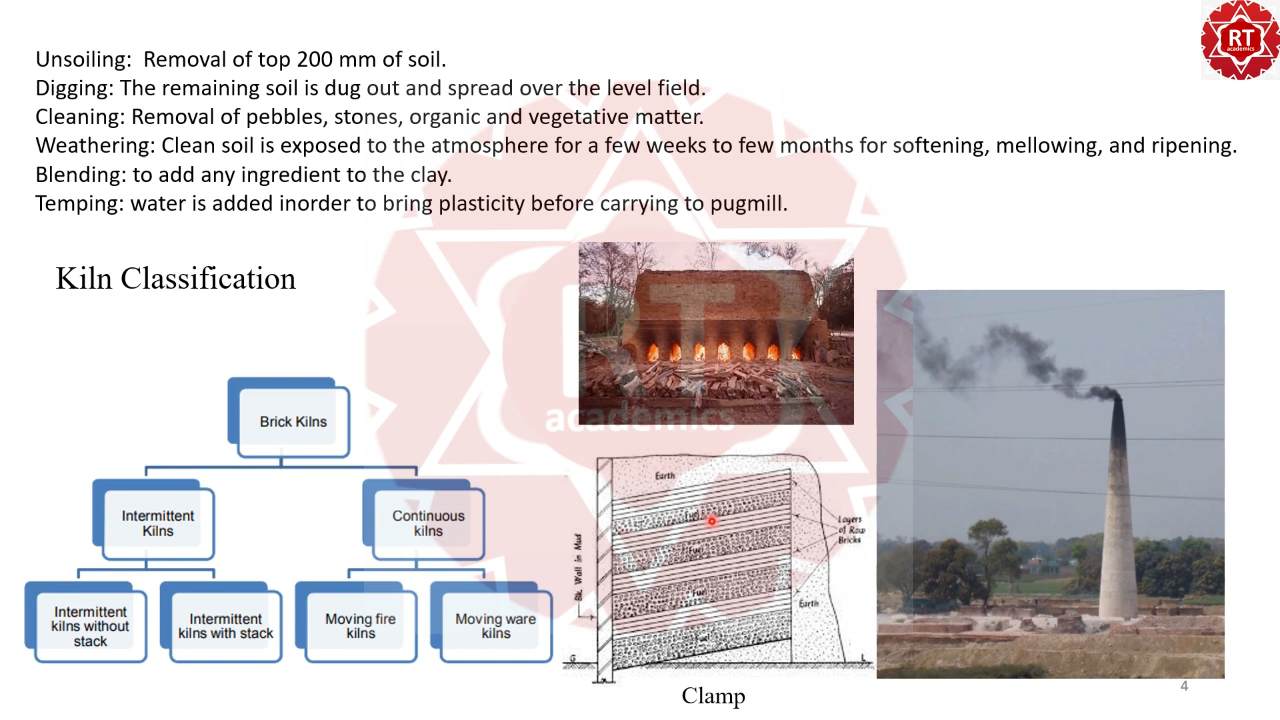 RT
academics
Unsoiling:  Removal of top 200 mm of soil.
Digging: The remaining soil is dug out and spread over the level field.
Cleaning: Removal of pebbles, stones, organic and vegetative matter.
Weathering: Clean soil is exposed to the atmosphere for a few weeks to few months for softening, mellowing, and ripening.
Blending: to add any ingredient to the clay.
Temping: water is added inorder to bring plasticity before carrying to pugmill.
Kiln Classification
RT
academics
Brick Kilns
Intermittent
Kilns
Continuous
kilns
Intermittent
kilns without
stack
Intermittent
kilns with stack
Moving fire
kilns
Moving ware
kilns
Earth
Fuel
Fuel
Fuel
Fuel
Layers
of Raw
Bricks
Earth
Bk. Wall in Mud
G
L
Clamp
4